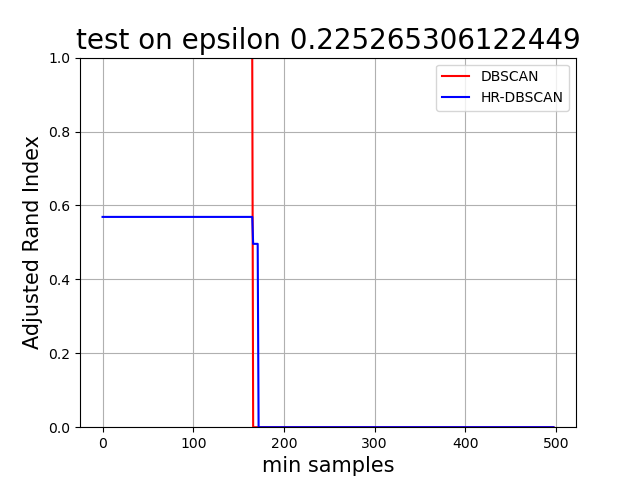 test on epsilon 0.225265306122449
DBSCAN
HR-DBSCAN
Adjusted Rand Index
1.0
0.8
0.6
0.4
0.2
0.0
0 100 200 300 400 500
min samples